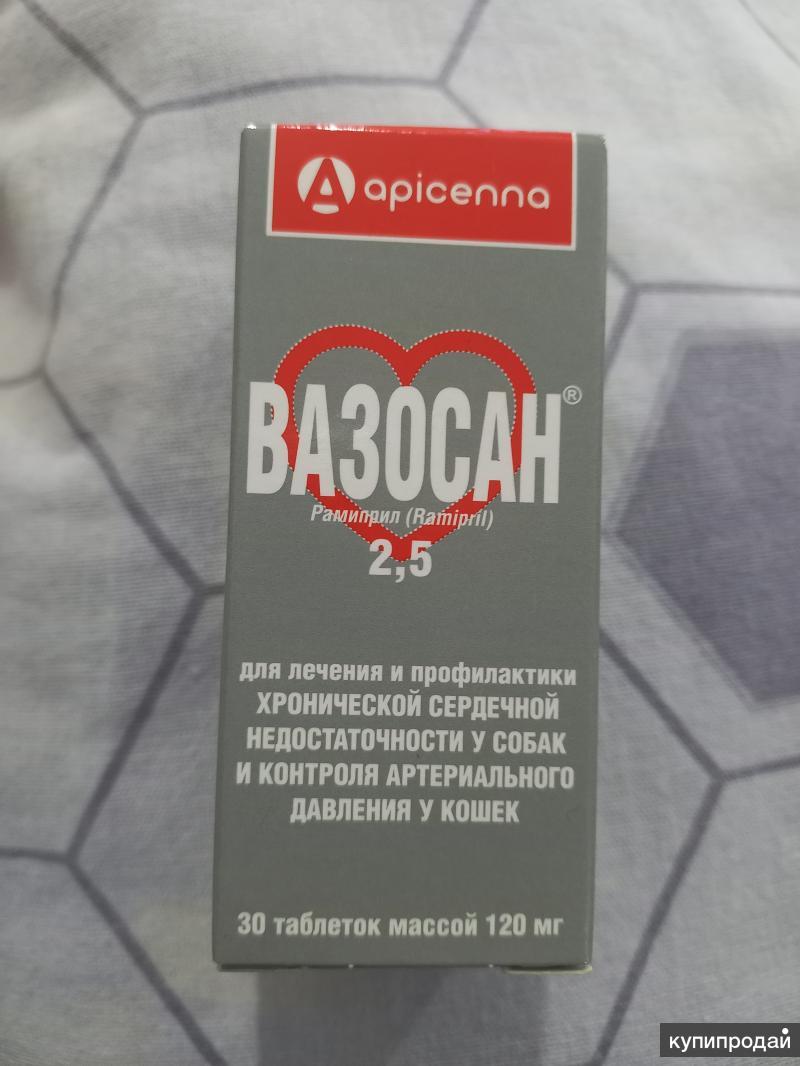 apicenna
ВАЗОСАН®
Рамиприл (Ramipril)
2,5
для лечения и профилактики
ХРОНИЧЕСКОЙ СЕРДЕЧНОЙ
НЕДОСТАТОЧНОСТИ У СОБАК
И КОНТРОЛЯ АРТЕРИАЛЬНОГО
ДАВЛЕНИЯ У КОШЕК
30 таблеток массой 120 мг
купипродай